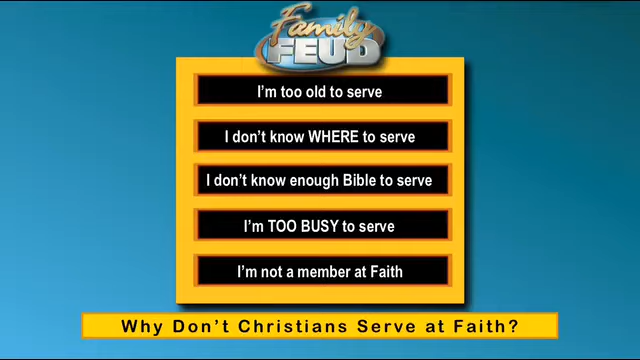 Family
FEUD
I'm too old to serve
I don't know WHERE to serve
I don't know enough Bible to serve
I'm TOO BUSY to serve
I'm not a member at Faith
Why Don't Christians Serve at Faith?